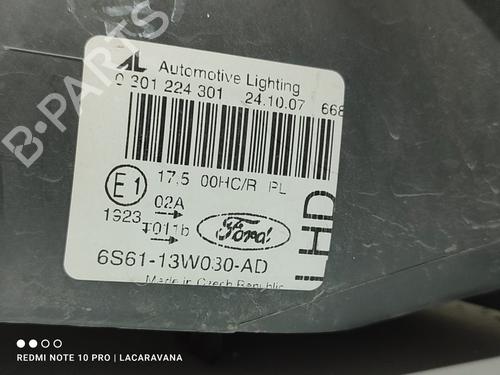 AL Automotive Lighting
0 301 224 301 24.10.07 668
E1 17,5 00HC/R PL
02A
1923
T011b
Ford
LHD
6S61-13W030-AD
Made in Czech Republic
B-PARTS
REDMI NOTE 10 PRO | LACARAVANA